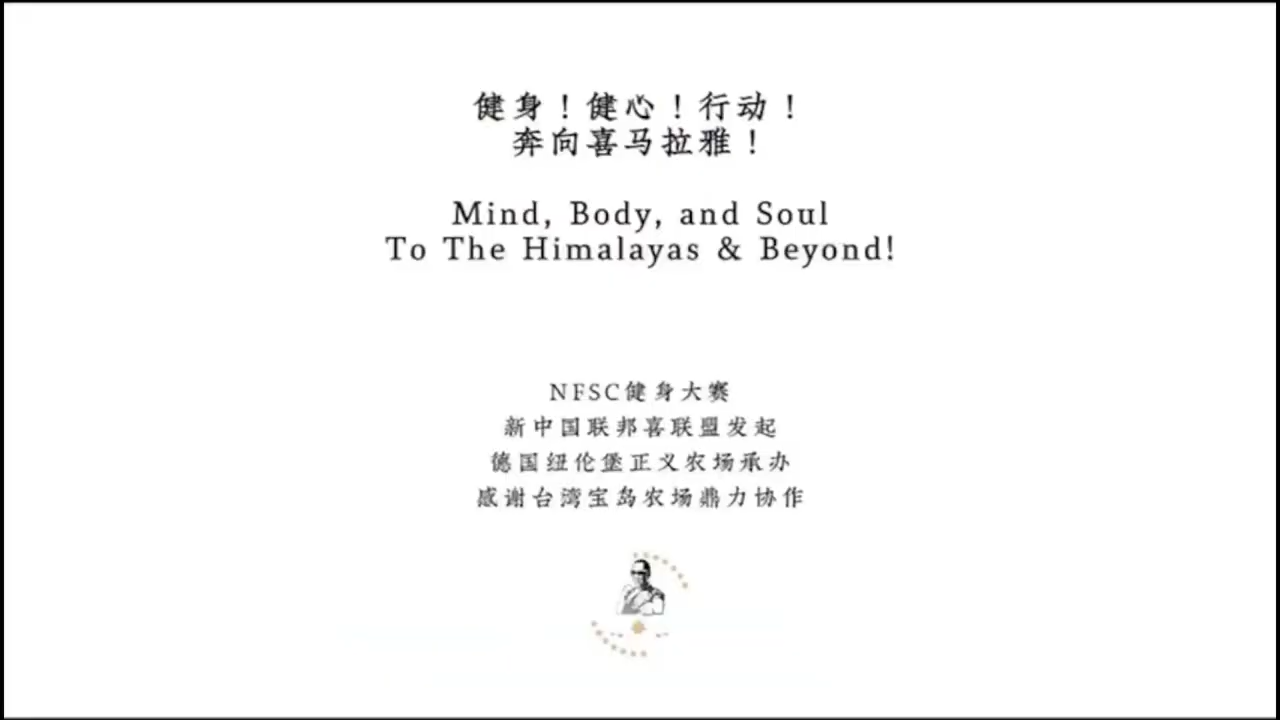 健身！健心！行动！
奔向喜马拉雅！
Mind, Body, and Soul
To The Himalayas & Beyond!
NFSC健身大赛
新中国联邦喜联盟发起
德国纽伦堡正义农场承办
感谢台湾宝岛农场鼎力协作